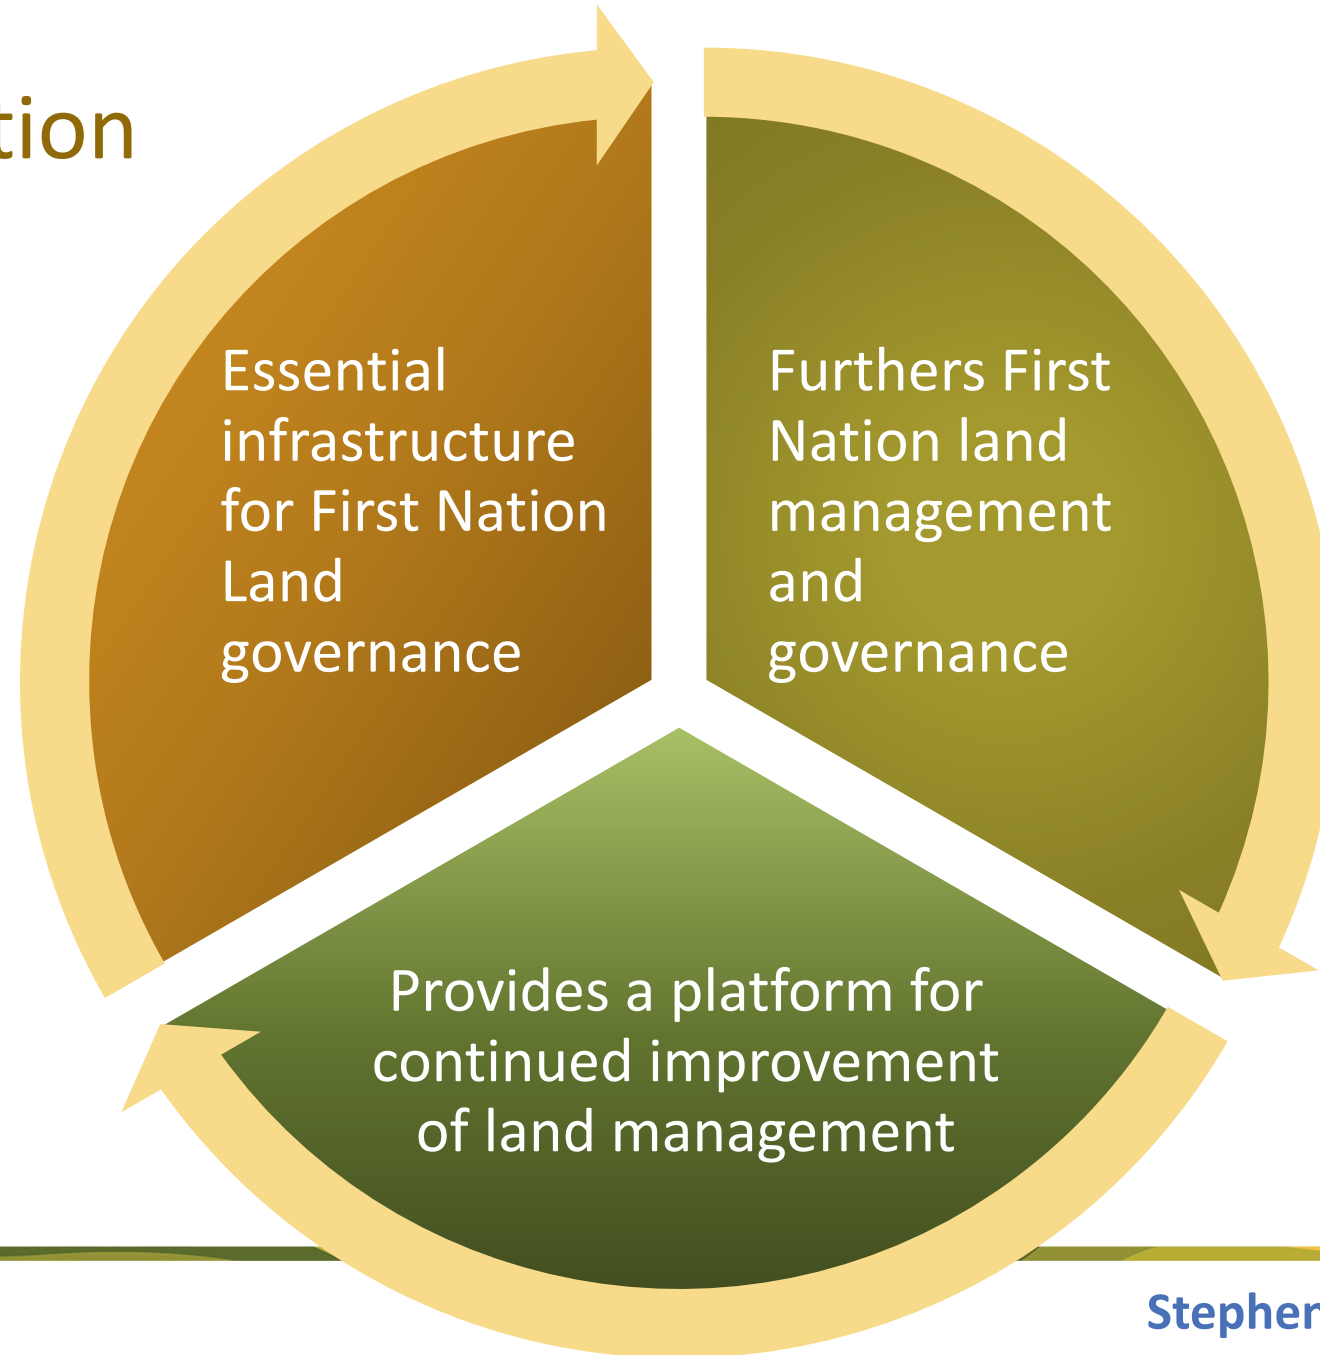 tion
Essential
infrastructure
for First Nation
Land
governance
Furthers First
Nation land
management
and
governance
Provides a platform for
continued improvement
of land management
Stephen